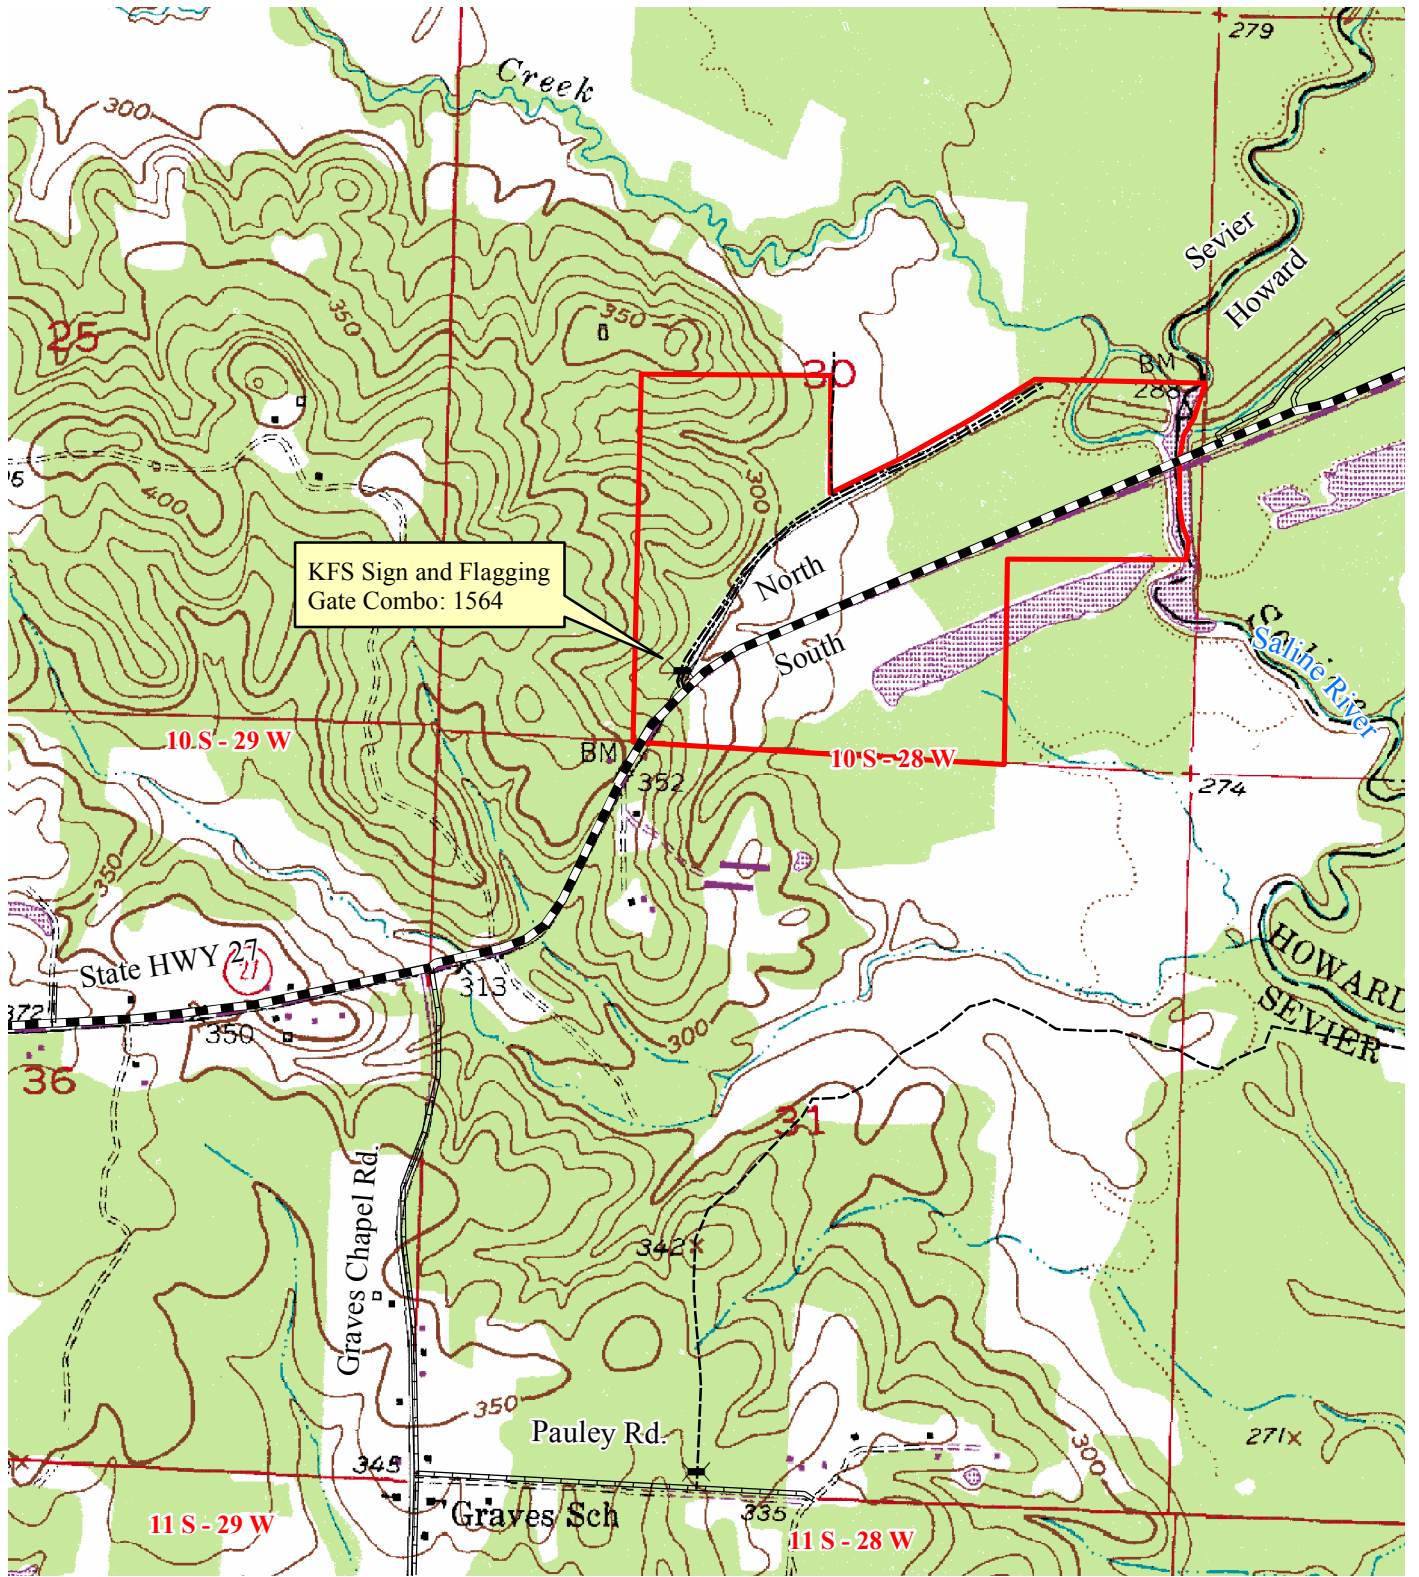 279
Creek
300
Sevier
Howard
350
350
25
30
BM
288
400
300
KFS Sign and Flagging
Gate Combo: 1564
North
South
Saline River
10 S - 29 W
BM
10 S - 28 W
352
274
350
State HWY 27
27
HOWARD
SEVIER
313
372
350
300
36
31
Graves Chapel Rd.
342
350
Pauley Rd.
300
271
345
335
Graves Sch
11 S - 29 W
11 S - 28 W